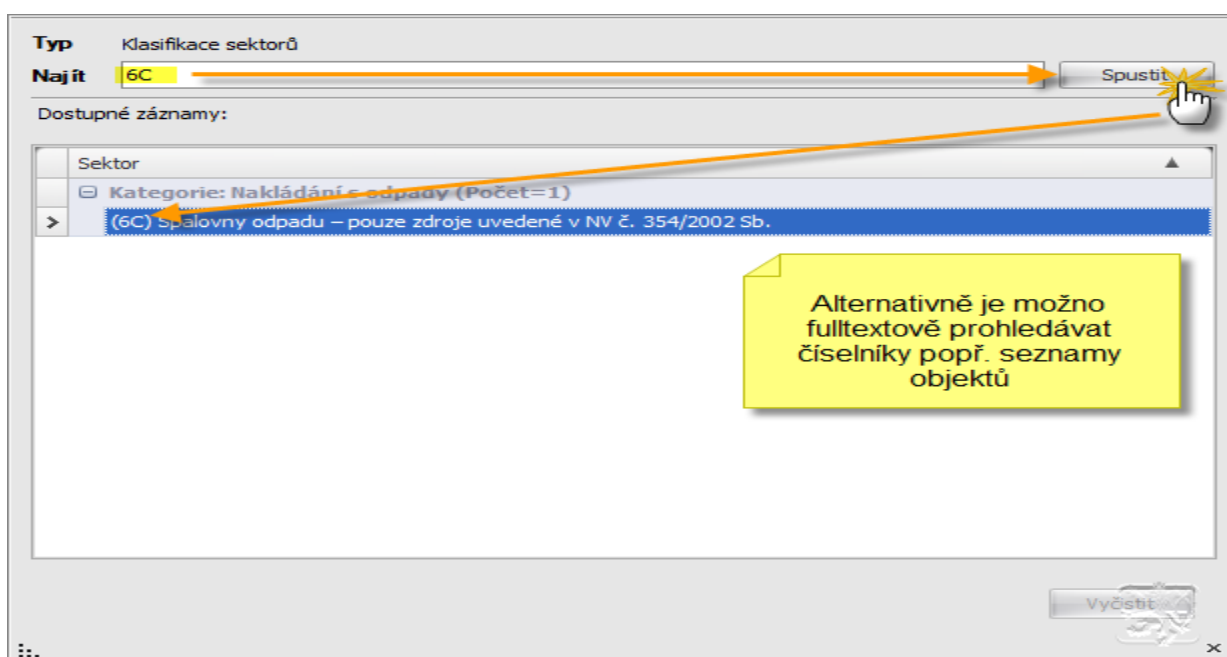 Typ Klasifikace sektorů
Najít 6C Spustit
Dostupné záznamy:
Sektor
Kategorie: Nakládání s odpady (Počet=1)
(6C) Spalovny odpadu – pouze zdroje uvedené v NV č. 354/2002 Sb.
Alternativně je možno
fulltextově prohledávat
číselníky popř. seznamy
objektů
Vyčistit